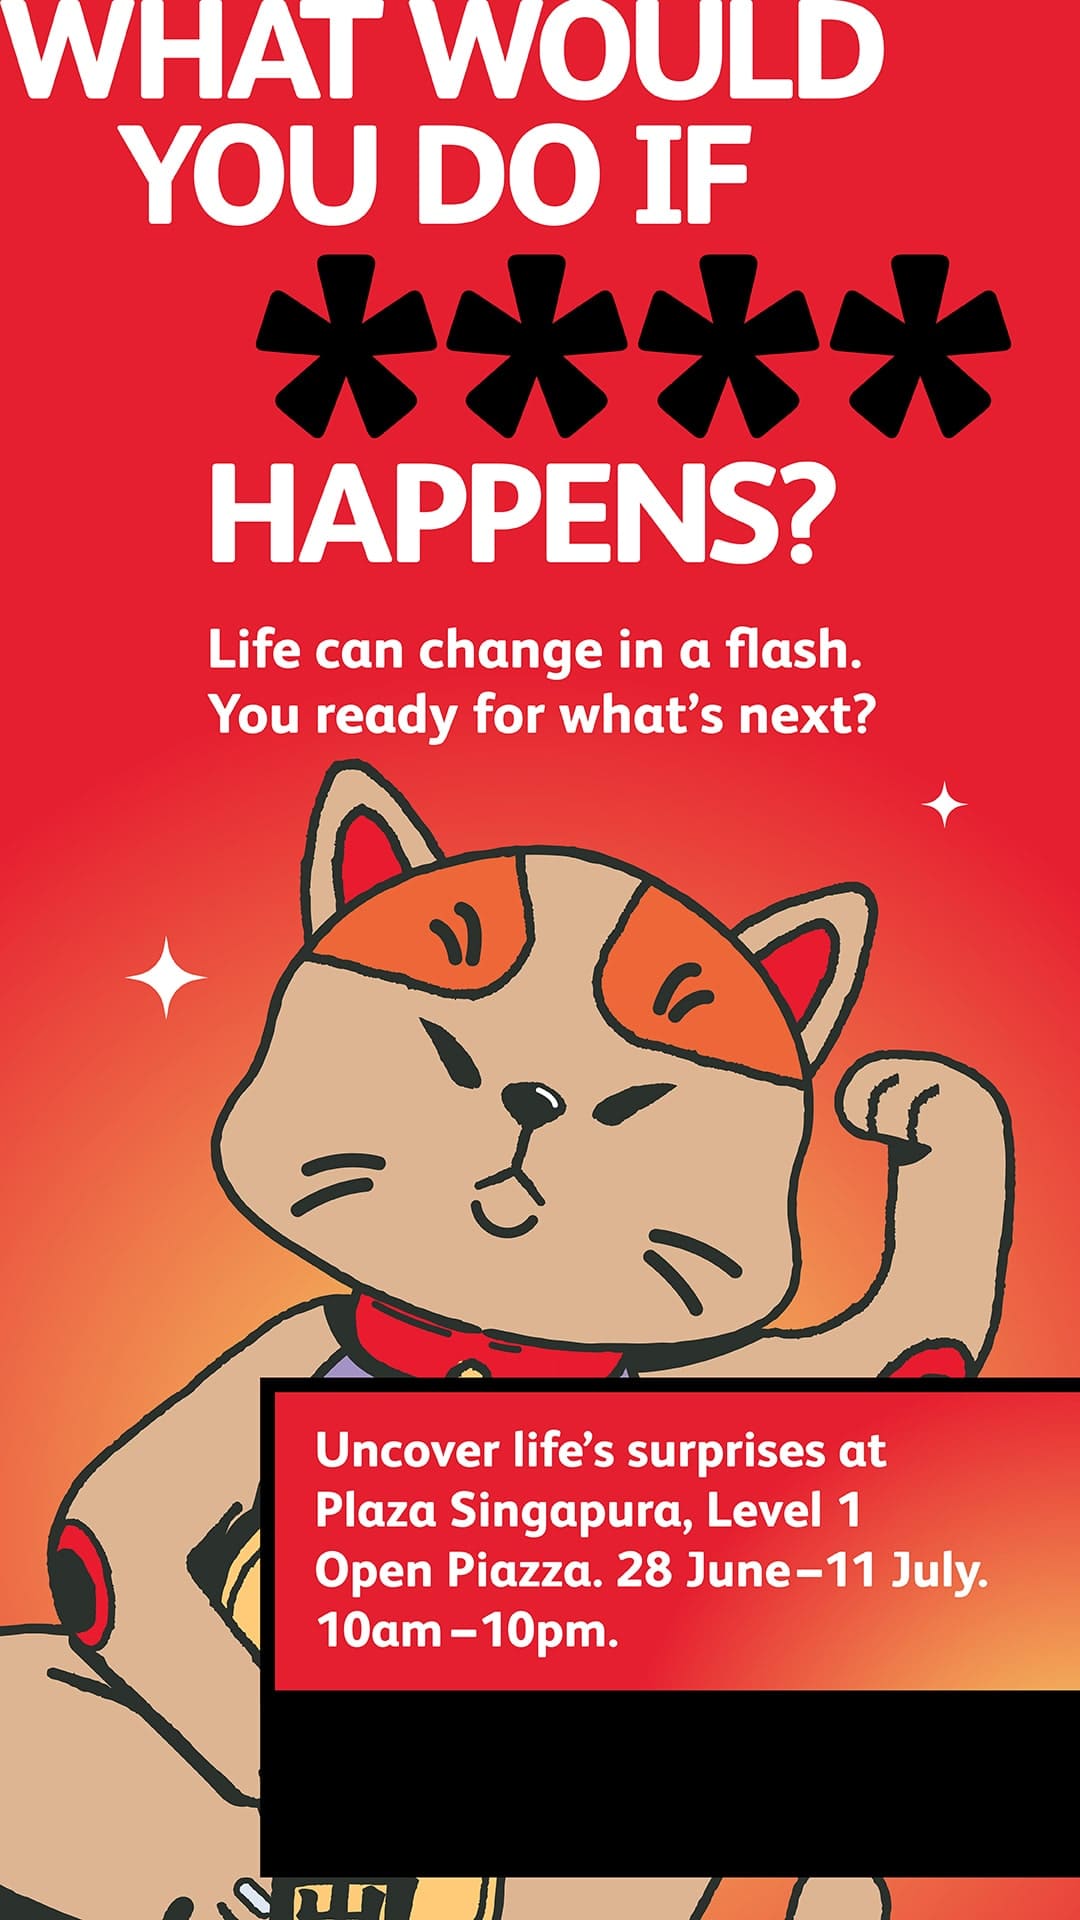 WHAT WOULD
YOU DO IF
****
HAPPENS?
Life can change in a flash.
You ready for what’s next?
Uncover life’s surprises at
Plaza Singapura, Level 1
Open Piazza. 28 June–11 July.
10am–10pm.